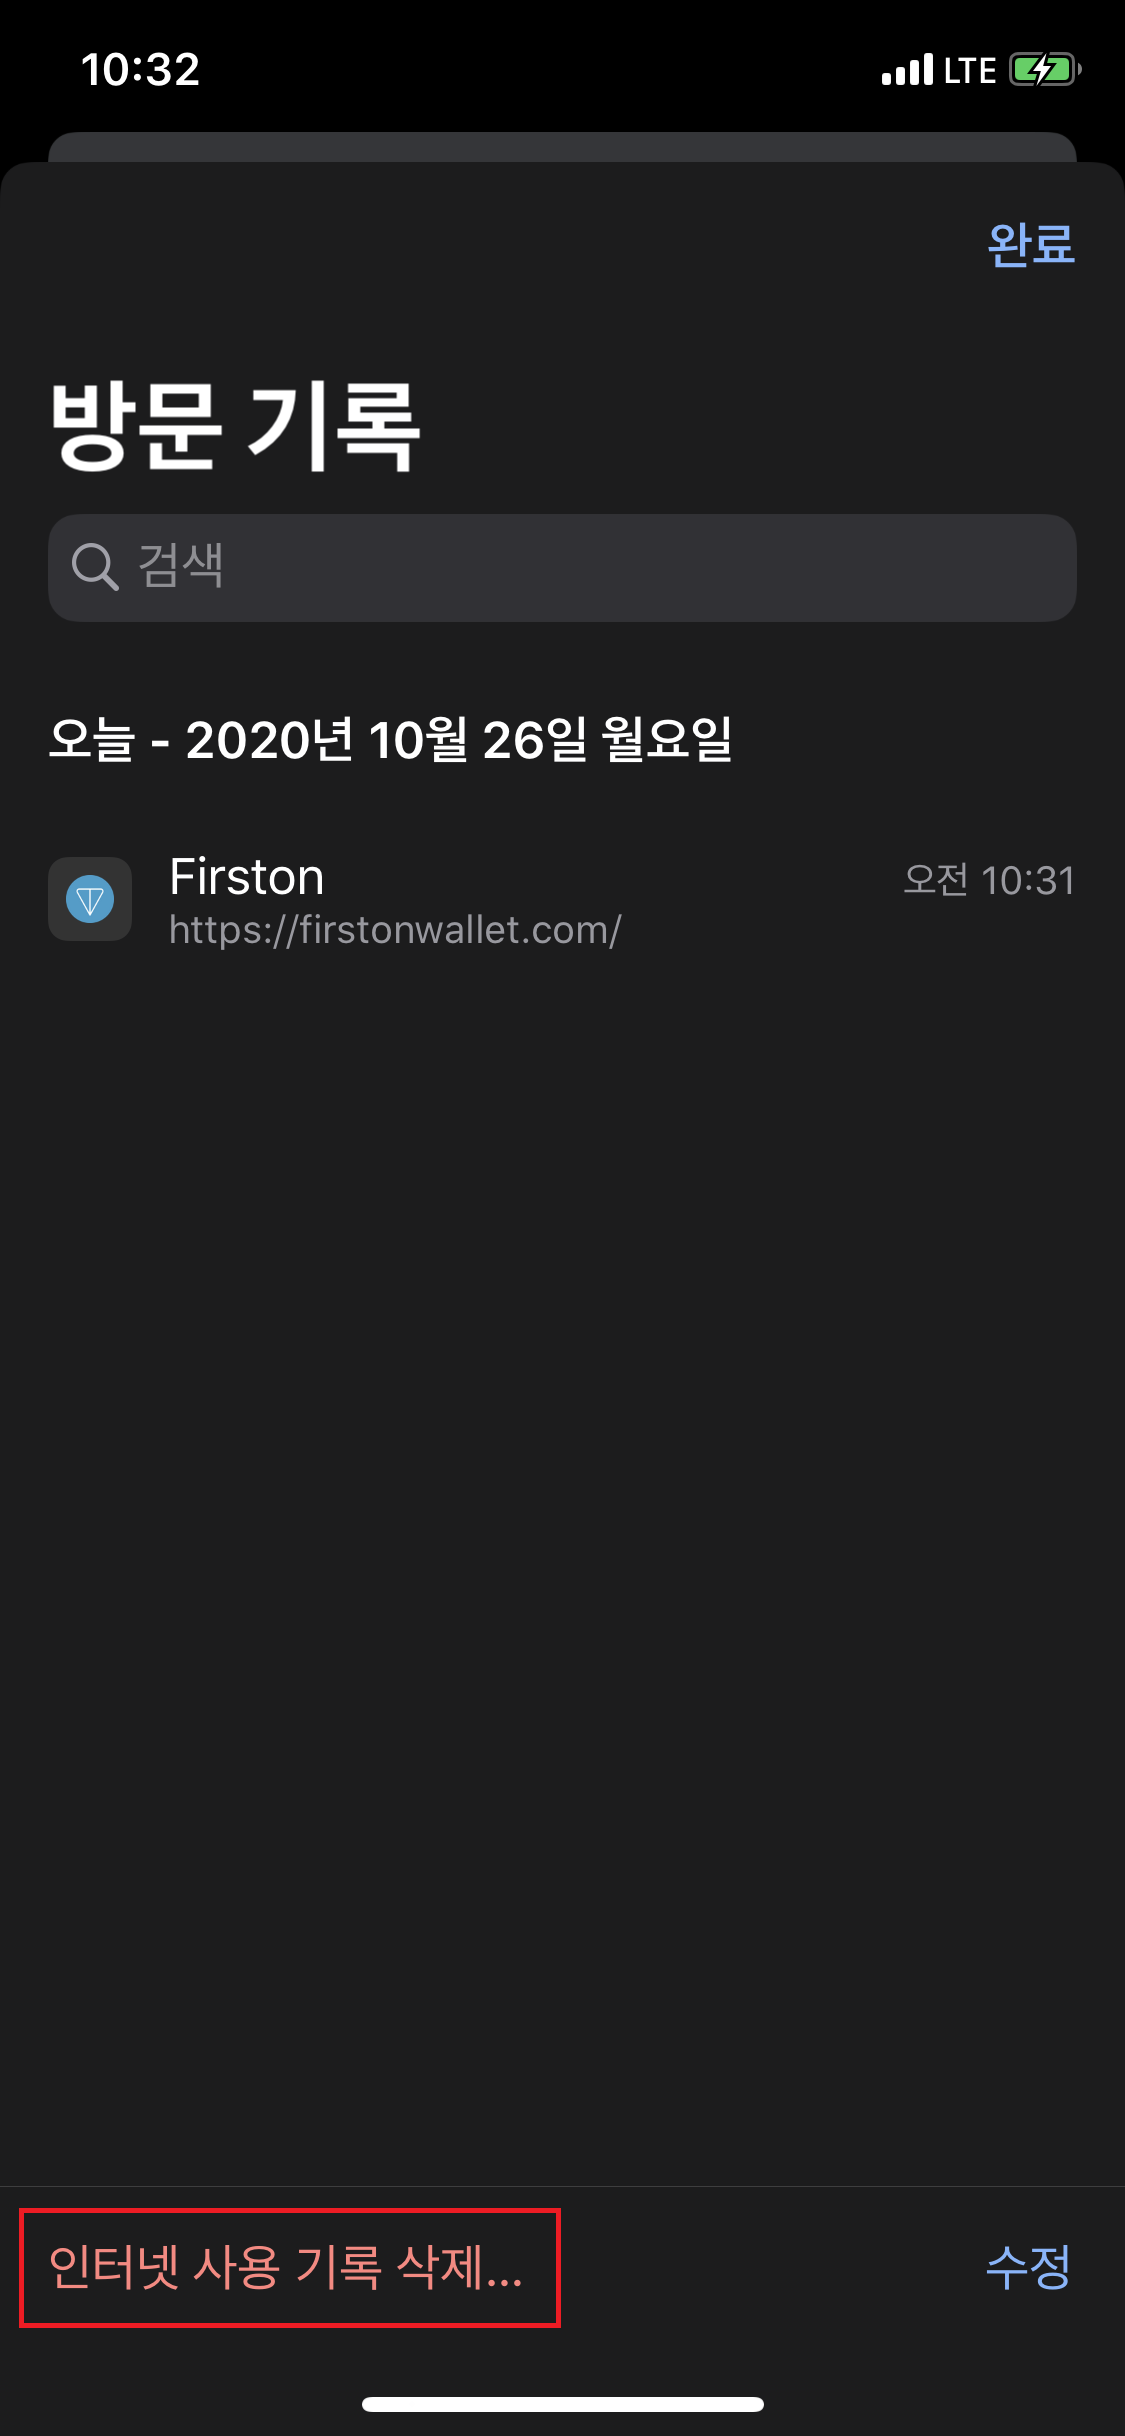 10:32
LTE
완료
방문 기록
검색
오늘 - 2020년 10월 26일 월요일
Firston
오전 10:31
https://firstonwallet.com/
인터넷 사용 기록 삭제...
수정